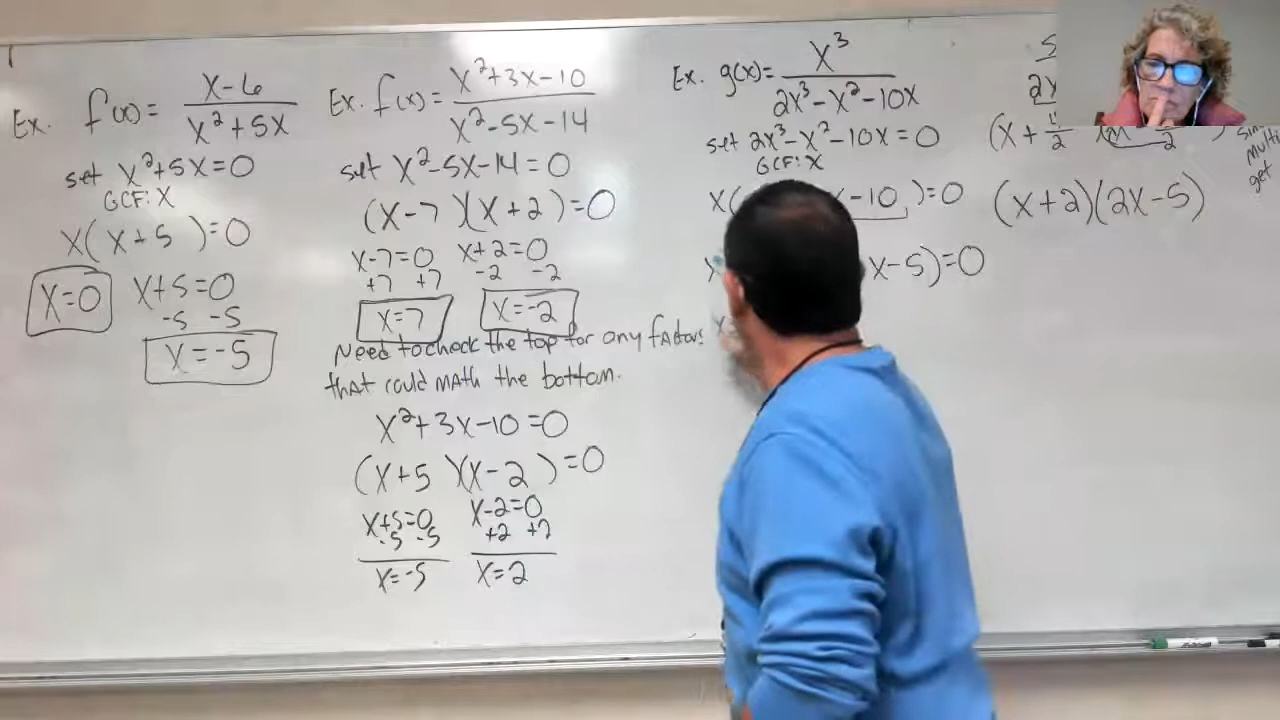 Ex. f(x) = x-6 / x²+5x
set x²+5x=0
GCF: x
x(x+5)=0
x=0 x+5=0
-5 -5
x=-5
Ex. f(x) = x²+3x-10 / x²-5x-14
set x²-5x-14=0
(x-7)(x+2)=0
x-7=0 x+2=0
+7 +7 -2 -2
x=7 x=-2
Need to check the top for any factors
that could math the bottom.
x²+3x-10=0
(x+5)(x-2)=0
x+5=0 x-2=0
-5 -5 +2 +2
x=-5 x=2
Ex. g(x)= x³ / 2x³-x²-10x
set 2x³-x²-10x=0
GCF: x
x( x-10)=0
x-5)=0
(x+
multi
get
(x+2)(2x-5)